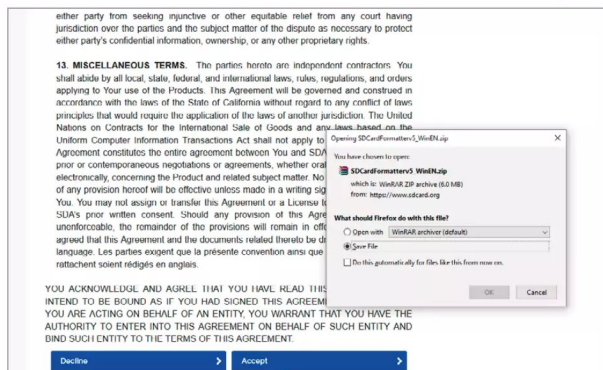 either party from seeking injunctive or other equitable relief from any court having
jurisdiction over the parties and the subject matter of the dispute as necessary to protect
either party's confidential information, ownership, or any other proprietary rights.
13. MISCELLANEOUS TERMS. The parties hereto are independent contractors. You
shall abide by all local, state, federal, and international laws, rules, regulations, and orders
applying to Your use of the Products. This Agreement will be governed and construed in
accordance with the laws of the State of California without regard to any conflict of laws
principles that would require the application of the laws of another jurisdiction. The United
Nations on Contracts for the International Sale of Goods and any laws based on the
Uniform Computer Information Transactions Act shall not apply to
Agreement constitutes the entire agreement between You and SDA
prior or contemporaneous negotiations or agreements, whether oral
electronically, concerning the Product and related subject matter. No
of any provision hereof will be effective unless made in a writing sig
You. You may not assign or transfer this Agreement or a License t
SDA's prior written consent. Should any provision of this Agre
unenforceable, the remainder of the provisions will remain in effe
agreed that this Agreement and the documents related thereto be dr
language. Les parties exigent que la présente convention ainsi que
rattachent soient rédigés en anglais.
YOU ACKNOWLEDGE AND AGREE THAT YOU HAVE READ THIS
INTEND TO BE BOUND AS IF YOU HAD SIGNED THIS AGREEM
YOU ARE ACTING ON BEHALF OF AN ENTITY, YOU WARRANT THAT YOU HAVE THE
AUTHORITY TO ENTER INTO THIS AGREEMENT ON BEHALF OF SUCH ENTITY AND
BIND SUCH ENTITY TO THE TERMS OF THIS AGREEMENT.
Decline
Accept
Opening SDCardFormatterv5_WinEN.zip
You have chosen to open:
SDCardFormatterv5_WinEN.zip
which is: WinRAR ZIP archive (6.0 MB)
from: https://www.sdcard.org
What should Firefox do with this file?
Open with WinRAR archiver (default)
Save File
Do this automatically for files like this from now on.
OK Cancel